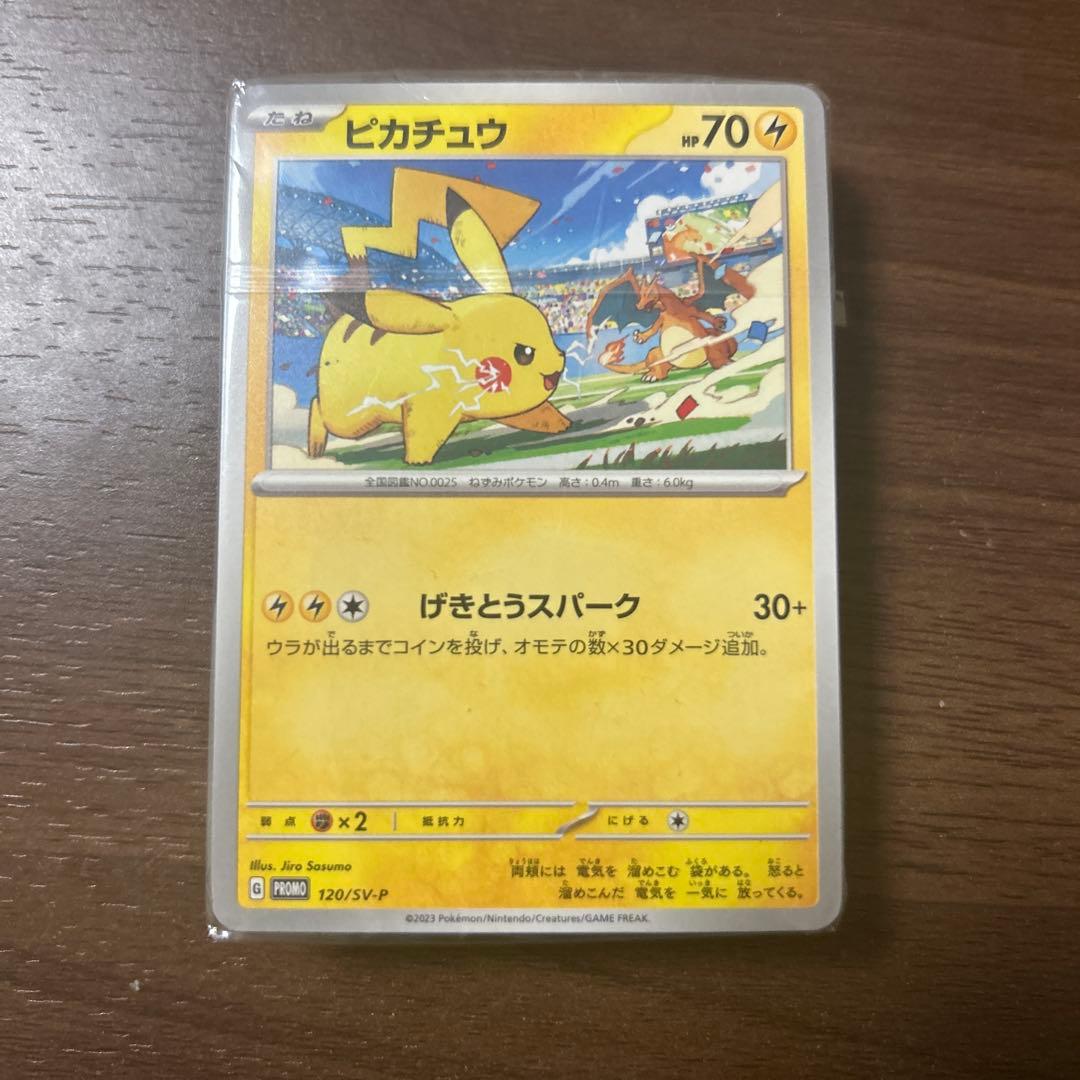 たね ピカチュウ HP70
全国図鑑NO.0025 ねずみポケモン 高さ:0.4m 重さ:6.0kg
げきとうスパーク 30+
ウラが出るまでコインを投げ、オモテの数×30ダメージ追加。
弱点 ×2 抵抗力 にげる
Illus. Jiro Sasumo
両頬には 電気を 溜めこむ 袋がある。 怒ると
溜めこんだ 電気を 一気に 放ってくる。
G PROMO 120/SV-P
©2023 Pokémon/Nintendo/Creatures/GAME FREAK.